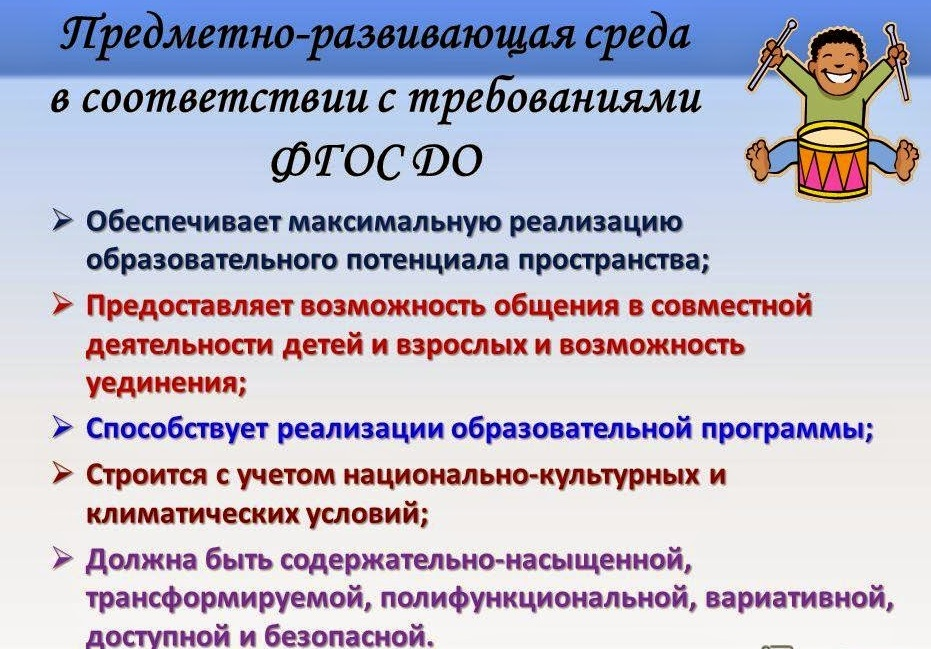 Предметно-развивающая среда
в соответствии с требованиями
ФГОС ДО
Обеспечивает максимальную реализацию
образовательного потенциала пространства;
Предоставляет возможность общения в совместной
деятельности детей и взрослых и возможность
уединения;
Способствует реализации образовательной программы;
Строится с учетом национально-культурных и
климатических условий;
Должна быть содержательно-насыщенной,
трансформируемой, полифункциональной, вариативной,
доступной и безопасной.